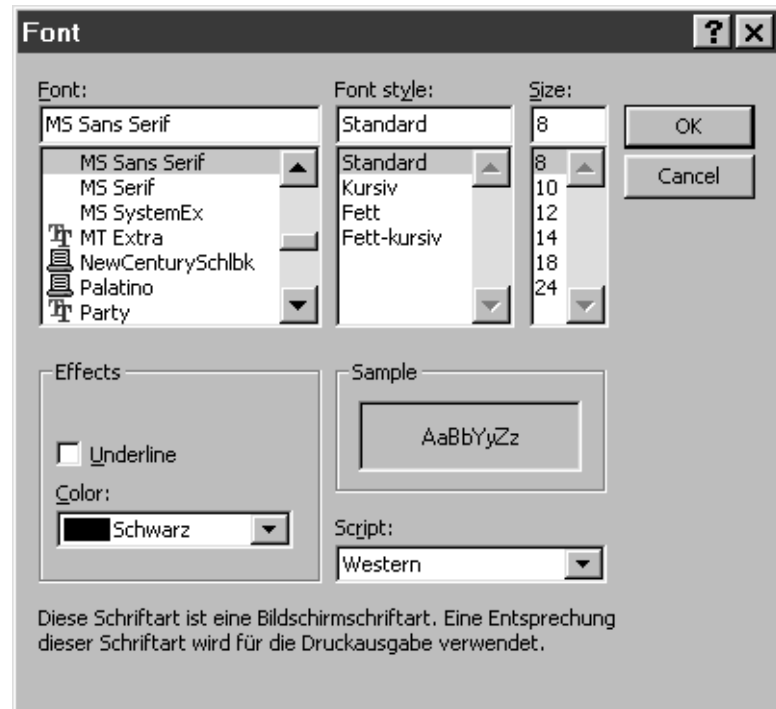 Font
Font:
MS Sans Serif
MS Sans Serif
MS Serif
MS SystemEx
MT Extra
NewCenturySchlbk
Palatino
Party
Font style:
Standard
Standard
Kursiv
Fett
Fett-kursiv
Size:
8
8
10
12
14
18
24
OK
Cancel
Effects
Underline
Color:
Schwarz
Sample
AaBbYyZz
Script:
Western
Diese Schriftart ist eine Bildschirmschriftart. Eine Entsprechung
dieser Schriftart wird für die Druckausgabe verwendet.